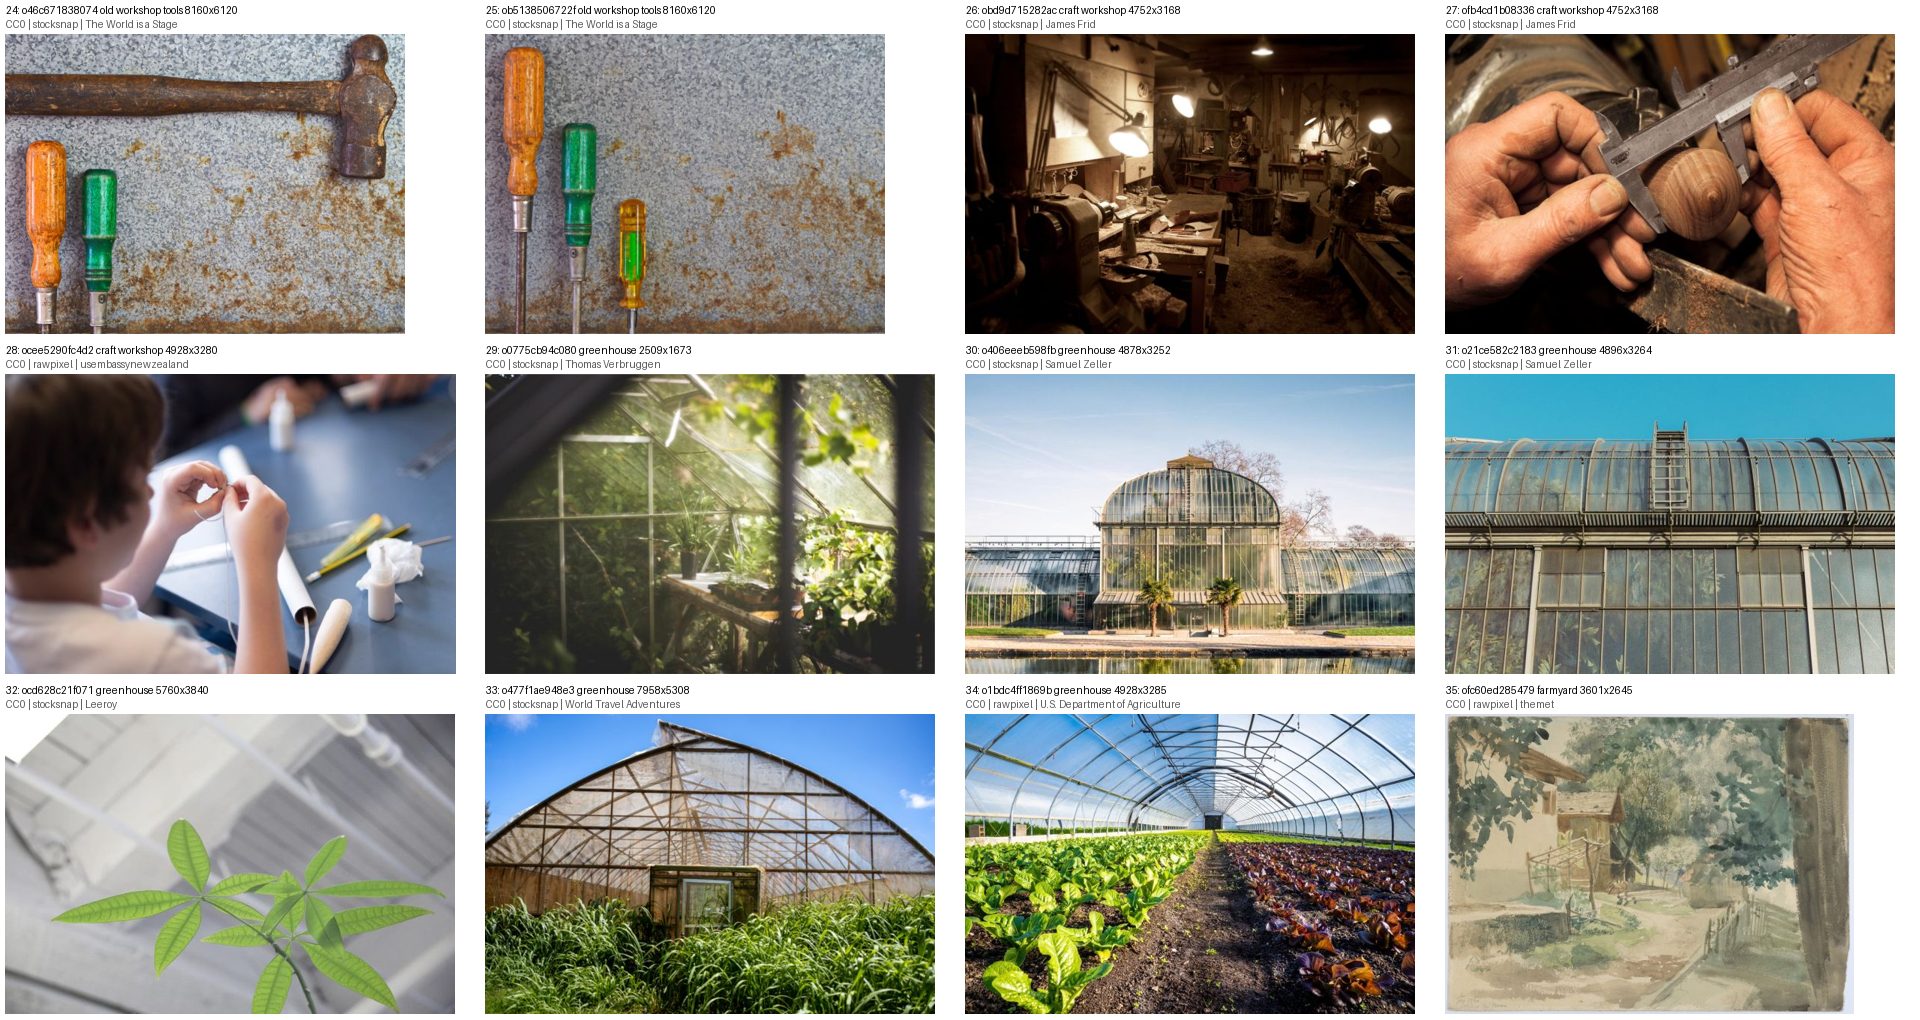 24: o46c671838074 old workshop tools 8160x6120
CC0 | stocksnap | The World is a Stage
25: ob5138506722f old workshop tools 8160x6120
CC0 | stocksnap | The World is a Stage
26: obd9d715282ac craft workshop 4752x3168
CC0 | stocksnap | James Frid
27: ofb4cd1b08336 craft workshop 4752x3168
CC0 | stocksnap | James Frid
28: ocee5290fc4d2 craft workshop 4928x3280
CC0 | rawpixel | usembassynewzealand
29: o0775cb94c080 greenhouse 2509x1673
CC0 | stocksnap | Thomas Verbruggen
30: o406eeeb598fb greenhouse 4878x3252
CC0 | stocksnap | Samuel Zeller
31: o21ce582c2183 greenhouse 4896x3264
CC0 | stocksnap | Samuel Zeller
32: ocd628c21f071 greenhouse 5760x3840
CC0 | stocksnap | Leeroy
33: o477f1ae948e3 greenhouse 7958x5308
CC0 | stocksnap | World Travel Adventures
34: o1bdc4ff1869b greenhouse 4928x3285
CC0 | rawpixel | U.S. Department of Agriculture
35: ofc60ed285479 farmyard 3601x2645
CC0 | rawpixel | themet